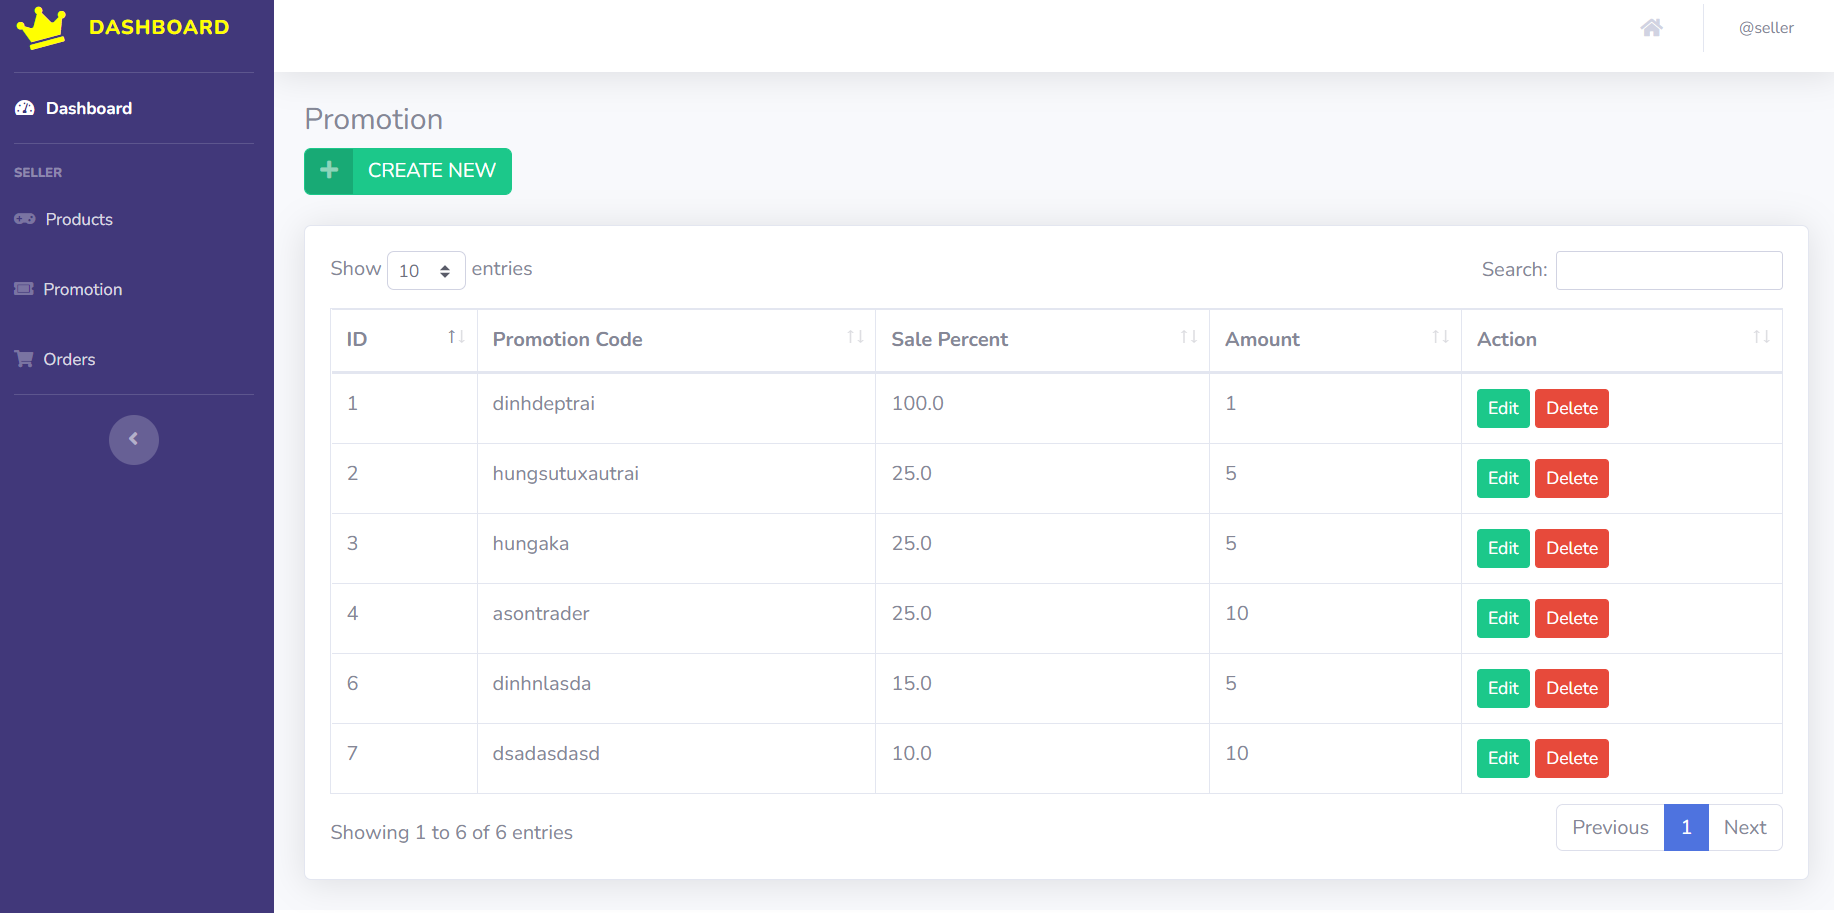 DASHBOARD
@seller
Dashboard
SELLER
Products
Promotion
Orders
Promotion
CREATE NEW
Show 10 entries
Search:
ID Promotion Code Sale Percent Amount Action
1 dinhdeptrai 100.0 1 Edit Delete
2 hungsutuxautrai 25.0 5 Edit Delete
3 hungaka 25.0 5 Edit Delete
4 asontrader 25.0 10 Edit Delete
6 dinhnlasda 15.0 5 Edit Delete
7 dsadasdasd 10.0 10 Edit Delete
Showing 1 to 6 of 6 entries
Previous 1 Next